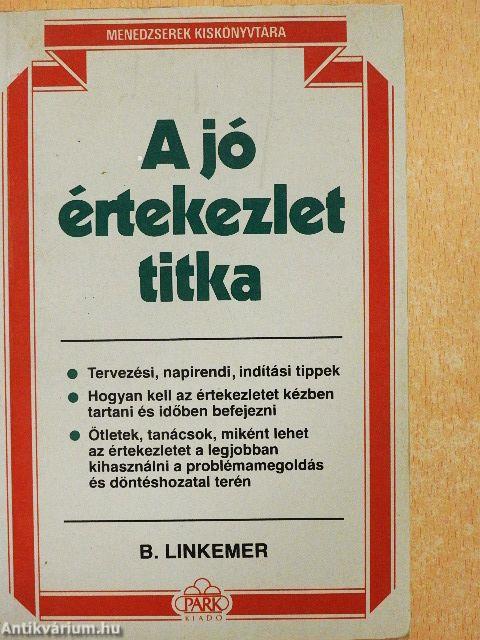 MENEDZSEREK KISKÖNYVTÁRA
A jó
értekezlet
titka
● Tervezési, napirendi, indítási tippek
● Hogyan kell az értekezletet kézben
tartani és időben befejezni
● Ötletek, tanácsok, miként lehet
az értekezletet a legjobban
kihasználni a problémamegoldás
és döntéshozatal terén
B. LINKEMER
PARK
KIADÓ
Antikvárium.hu